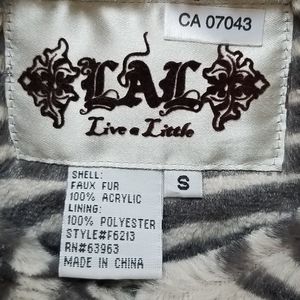 CA 07043
LAL
Live a Little
SHELL:
FAUX FUR
100% ACRYLIC
LINING:
100% POLYESTER
STYLE#F6213
RN#63963
MADE IN CHINA
S